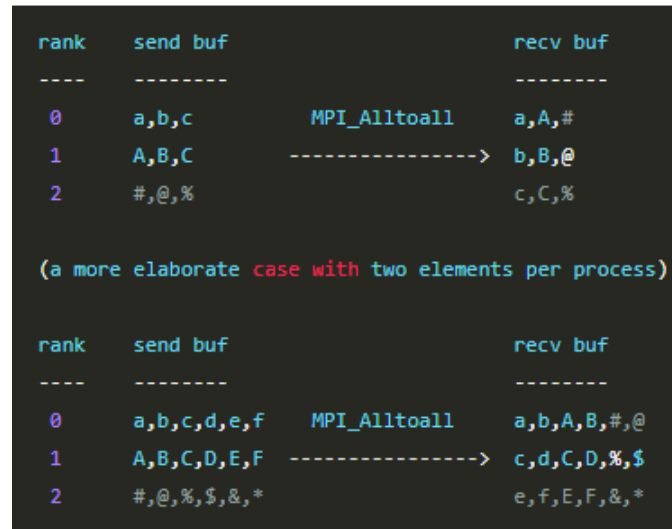 rank send buf recv buf
---- -------- --------
0 a,b,c MPI_Alltoall a,A,#
1 A,B,C ----------------> b,B,@
2 #,@,% c,C,%
(a more elaborate case with two elements per process)
rank send buf recv buf
---- -------- --------
0 a,b,c,d,e,f MPI_Alltoall a,b,A,B,#,@
1 A,B,C,D,E,F ----------------> c,d,C,D,%,$
2 #,@,%,$,&,* e,f,E,F,&,*